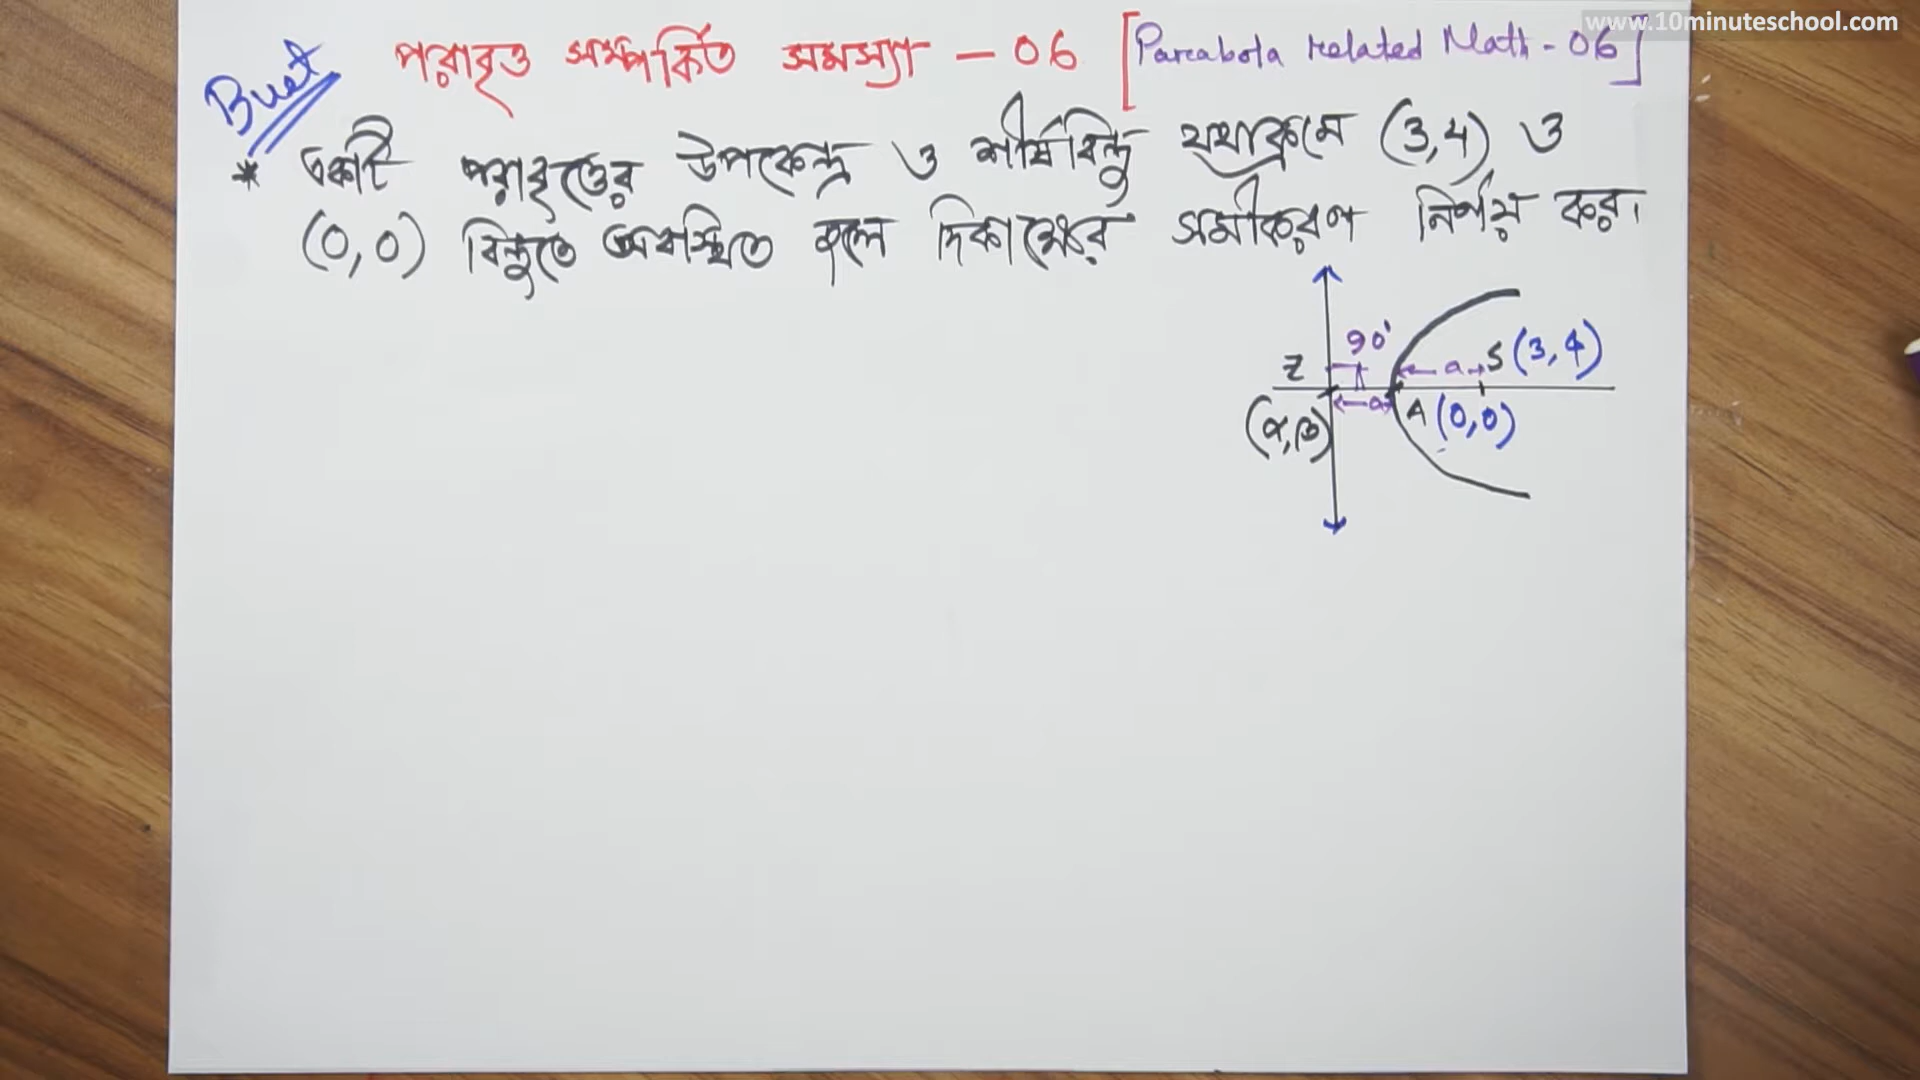 www.10minuteschool.com
Buet
পরাবৃত্ত সম্পর্কিত সমস্যা - 06 [Parabola related Math - 06]
* একটি পরাবৃত্তের উপকেন্দ্র ও শীর্ষবিন্দু যথাক্রমে (3,4) ও
(0,0) বিন্দুতে অবস্থিত হলে দিকাক্ষের সমীকরণ নির্ণয় কর।
90°
Z a S (3,4)
a A (0,0)
(α,β)